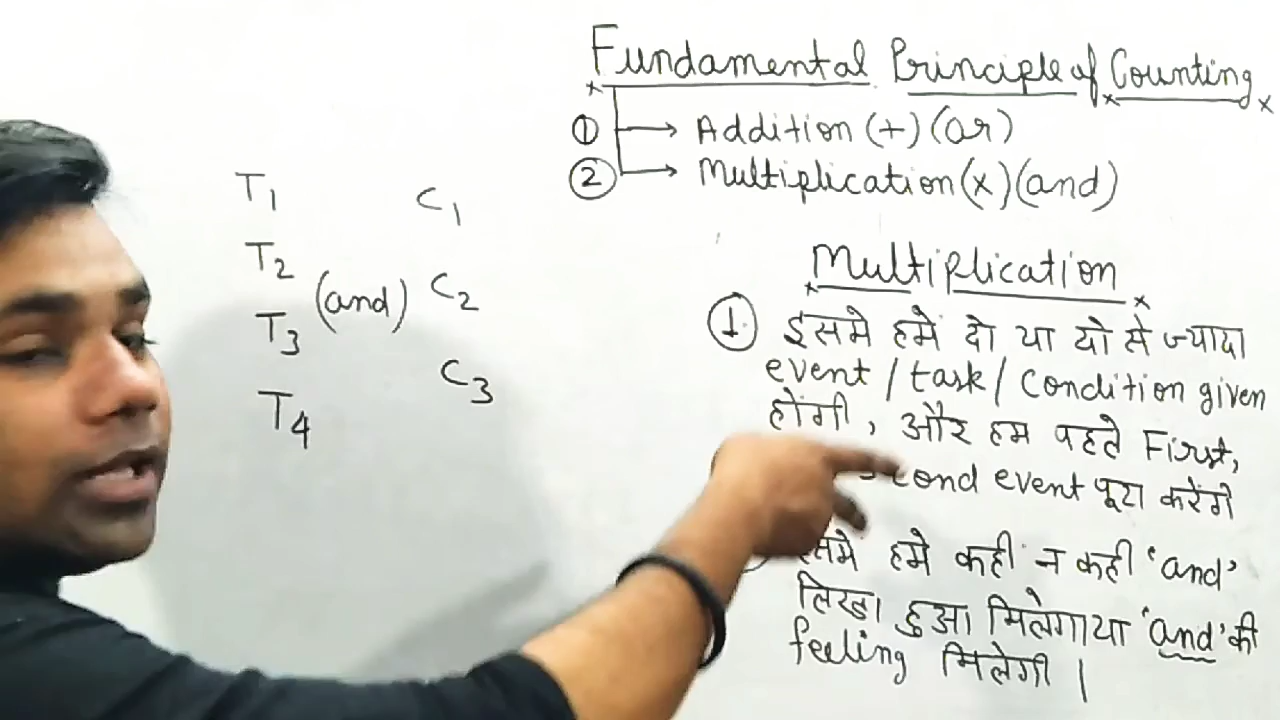 Fundamental Principle of Counting
① → Addition (+) (or)
② → Multiplication (x) (and)
T1 C1
T2 (and) C2
T3
C3
T4
Multiplication
① इसमे हमें दो या दो से ज्यादा
event / task / Condition given
होंगी , और हम पहले First,
event पूरा करेंगे
हमे कही न कही 'and'
लिखा हुआ मिलेगा या 'and' की
feeling मिलेगी |